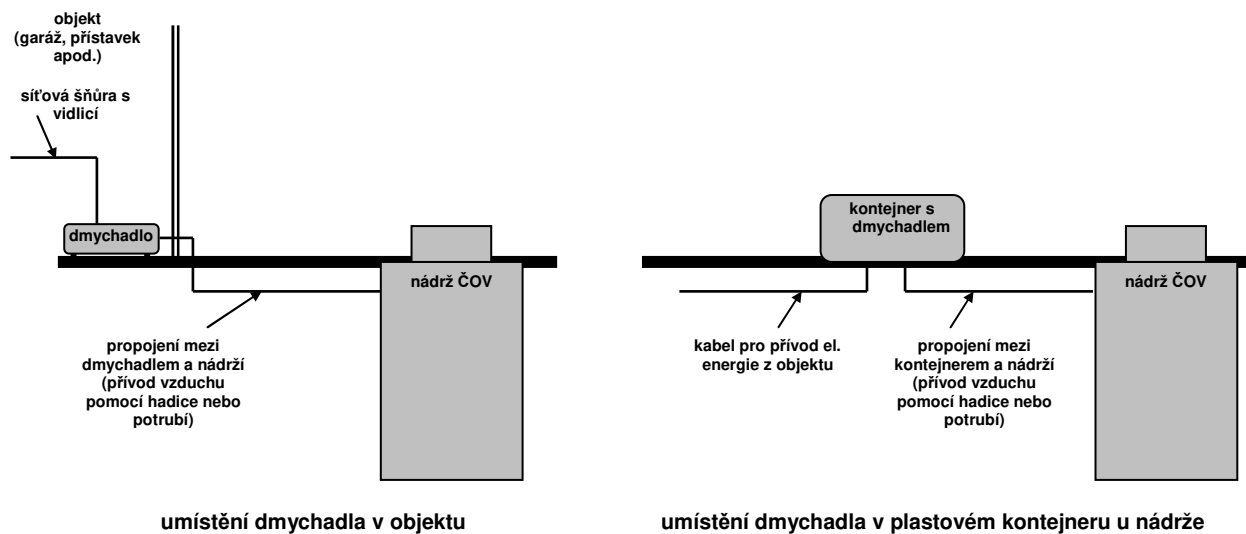 objekt
(garáž, přístavek
apod.)
síťová šňůra s
vidlicí
dmychadlo
nádrž ČOV
propojení mezi
dmychadlem a nádrží
(přívod vzduchu
pomocí hadice nebo
potrubí)
umístění dmychadla v objektu
kontejner s
dmychadlem
nádrž ČOV
kabel pro přívod el.
energie z objektu
propojení mezi
kontejnerem a nádrží
(přívod vzduchu
pomocí hadice nebo
potrubí)
umístění dmychadla v plastovém kontejneru u nádrže